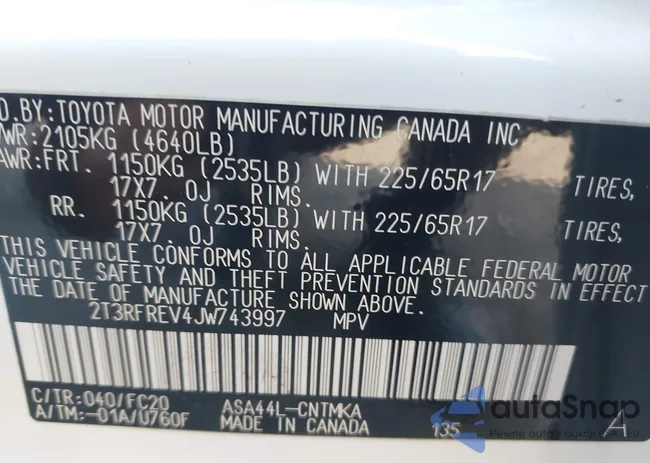 D.BY:TOYOTA MOTOR MANUFACTURING CANADA INC
WR:2105KG (4640LB)
AWR:FRT. 1150KG (2535LB) WITH 225/65R17 TIRES,
17X7. OJ RIMS.
RR. 1150KG (2535LB) WITH 225/65R17 TIRES,
17X7. OJ RIMS.
THIS VEHICLE CONFORMS TO ALL APPLICABLE FEDERAL MOTOR
VEHICLE SAFETY AND THEFT PREVENTION STANDARDS IN EFFECT
THE DATE OF MANUFACTURE SHOWN ABOVE.
2T3RFREV4JW743997 MPV
C/TR:040/FC20 ASA44L-CNTMKA
A/TM:-01A/U760F MADE IN CANADA 135 A
autoSnap